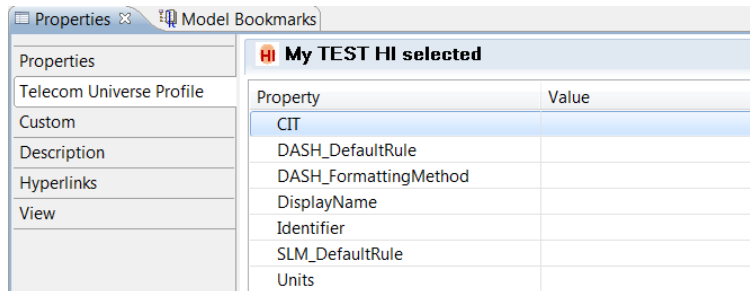 Properties Model Bookmarks
Properties
Telecom Universe Profile
Custom
Description
Hyperlinks
View
HI My TEST HI selected
Property Value
CIT
DASH_DefaultRule
DASH_FormattingMethod
DisplayName
Identifier
SLM_DefaultRule
Units